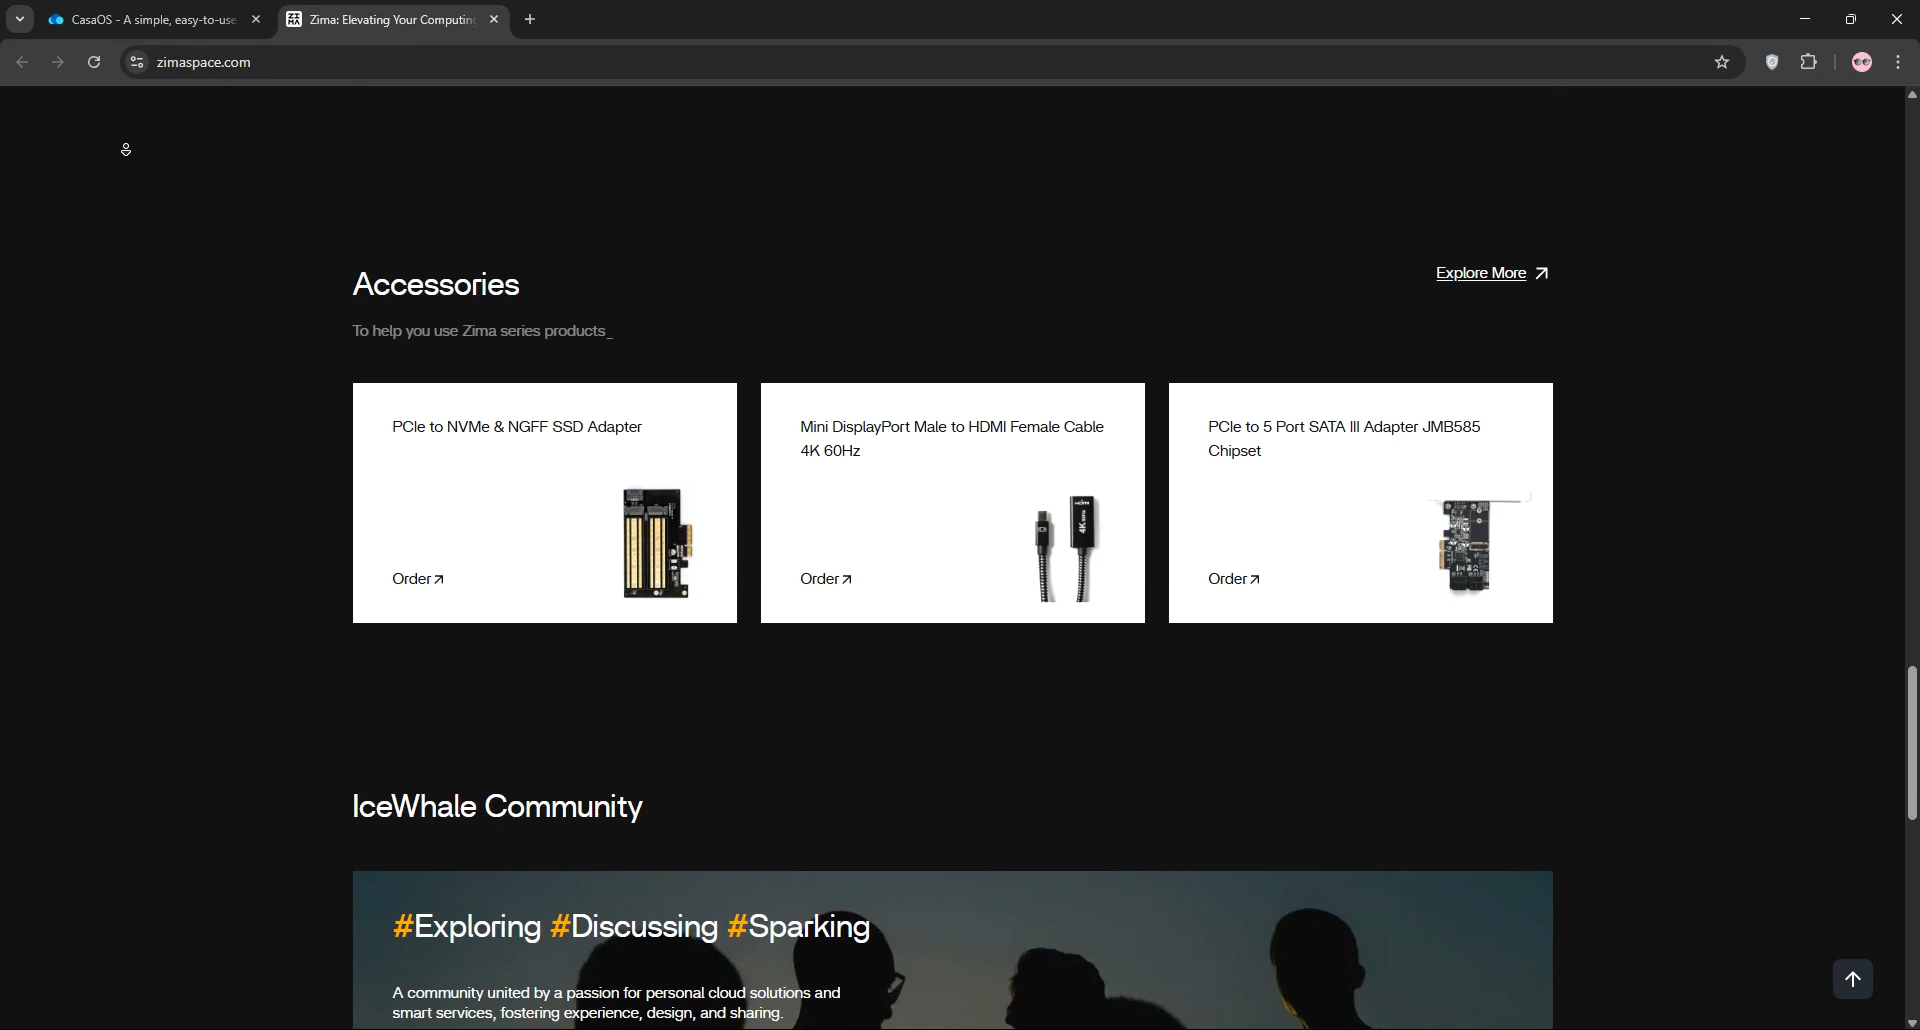 CasaOS - A simple, easy-to-use
Zima: Elevating Your Computing
zimaspace.com
Accessories
Explore More
To help you use Zima series products_
PCIe to NVMe & NGFF SSD Adapter
Order
Mini DisplayPort Male to HDMI Female Cable
4K 60Hz
Order
PCIe to 5 Port SATA III Adapter JMB585
Chipset
Order
IceWhale Community
#Exploring #Discussing #Sparking
A community united by a passion for personal cloud solutions and
smart services, fostering experience, design, and sharing.